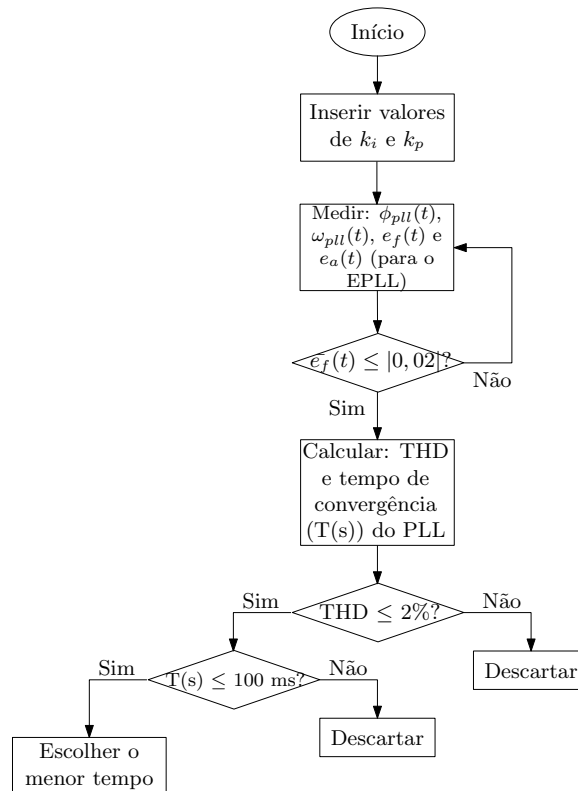 Início
Inserir valores
de k_i e k_p
Medir: ϕ_pll(t),
ω_pll(t), e_f(t) e
e_a(t) (para o
EPLL)
e_f(t) ≤ |0, 02|?
Não
Sim
Calcular: THD
e tempo de
convergência
(T(s)) do PLL
THD ≤ 2%?
Sim
Não
Descartar
T(s) ≤ 100 ms?
Sim
Não
Descartar
Escolher o
menor tempo